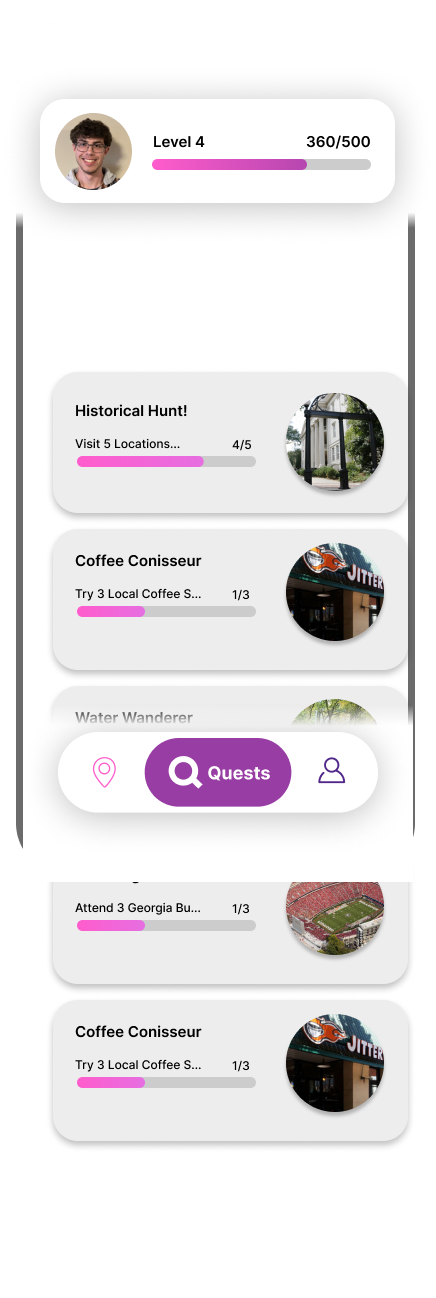 Level 4 360/500
Historical Hunt!
Visit 5 Locations... 4/5
Coffee Conisseur
Try 3 Local Coffee S... 1/3
JITTER
Water Wanderer
Quests
Attend 3 Georgia Bu... 1/3
Coffee Conisseur
Try 3 Local Coffee S... 1/3
JITTER